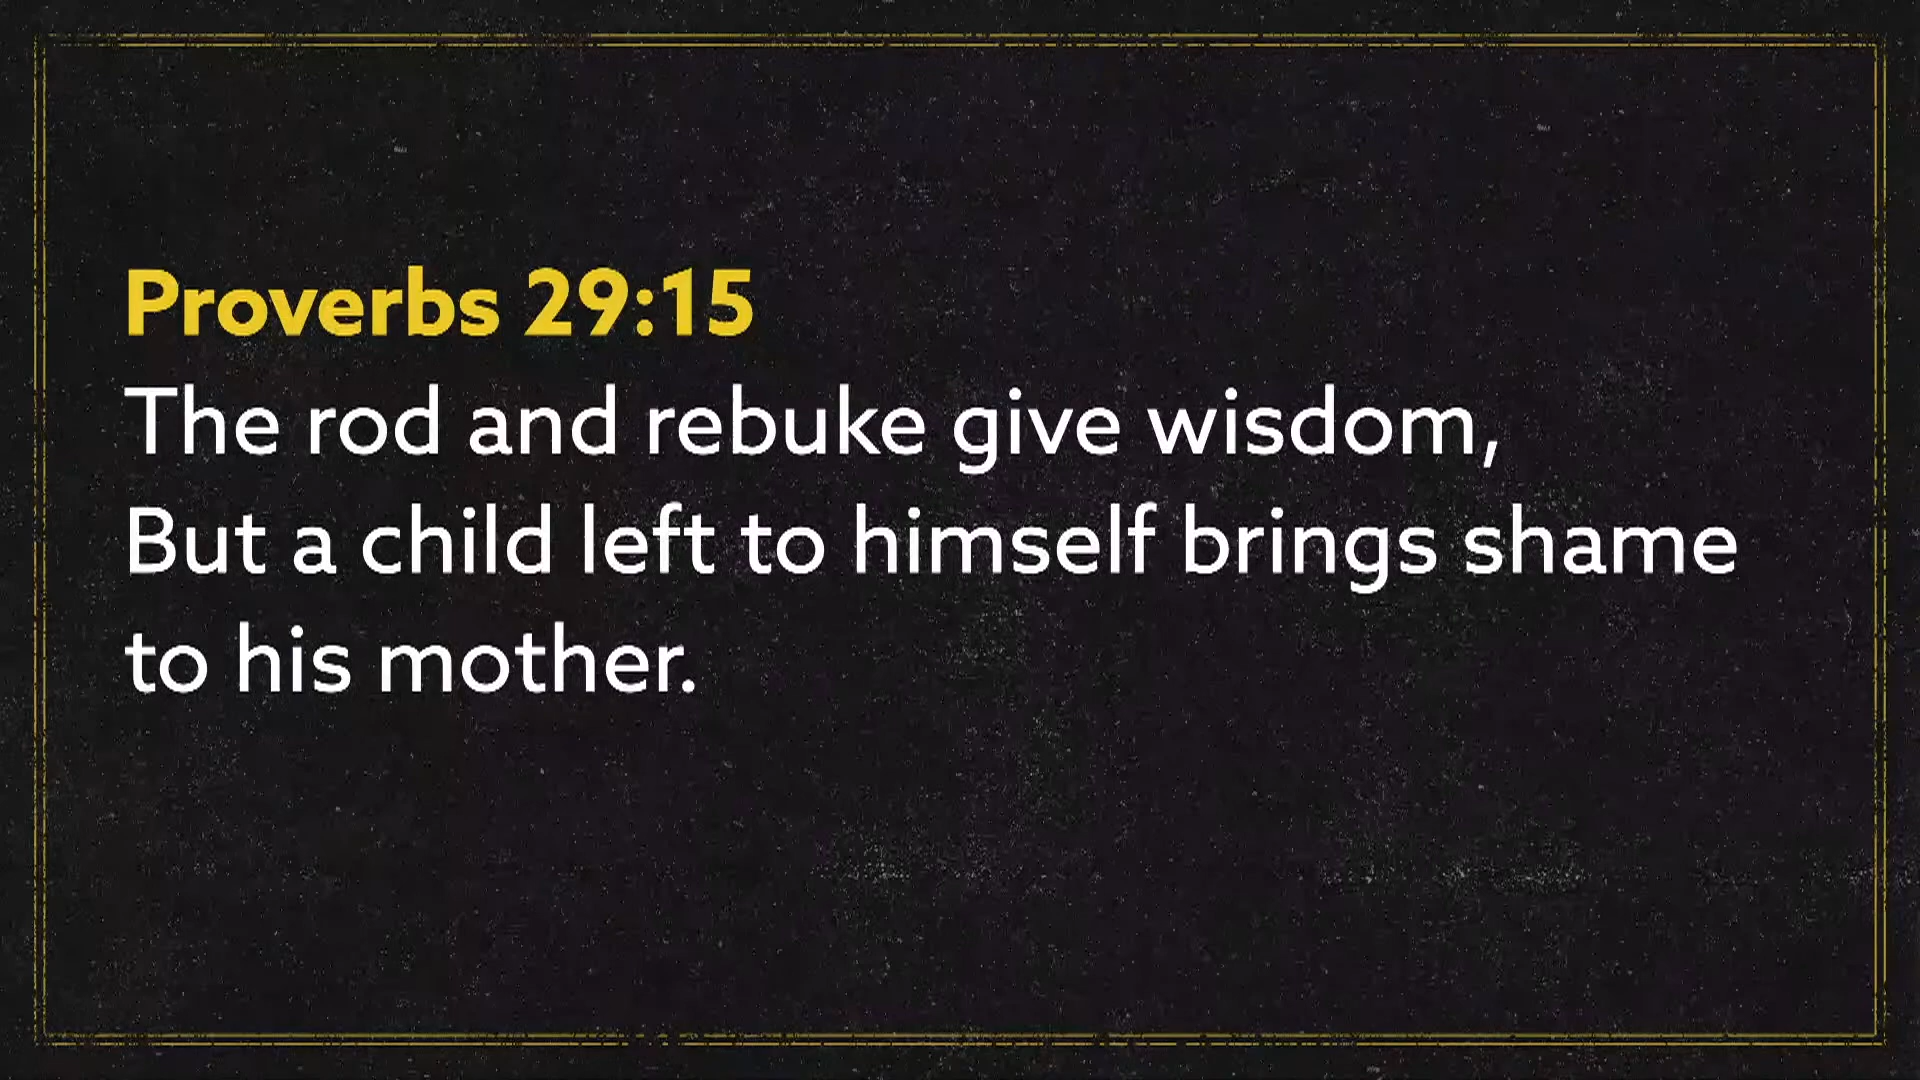 Proverbs 29:15
The rod and rebuke give wisdom,
But a child left to himself brings shame
to his mother.